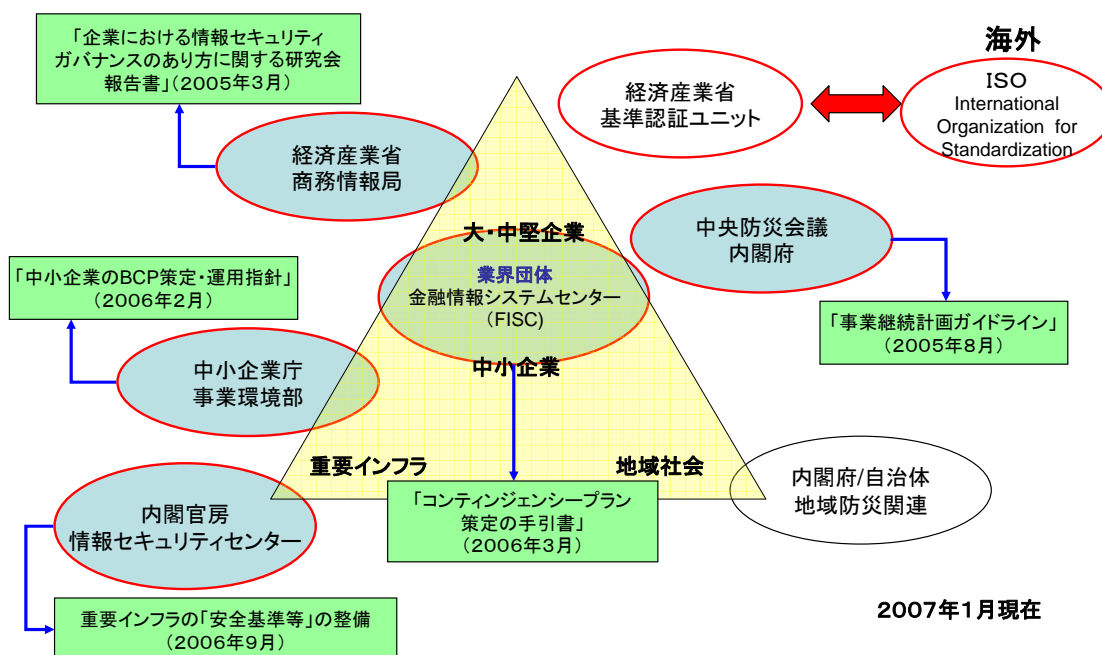 「企業における情報セキュリティ
ガバナンスのあり方に関する研究会
報告書」(2005年3月)
海外
経済産業省
基準認証ユニット
ISO
International
Organization for
Standardization
経済産業省
商務情報局
大・中堅企業
中央防災会議
内閣府
業界団体
金融情報システムセンター
(FISC)
「中小企業のBCP策定・運用指針」
(2006年2月)
「事業継続計画ガイドライン」
(2005年8月)
中小企業
中小企業庁
事業環境部
重要インフラ
地域社会
内閣府/自治体
地域防災関連
「コンティンジェンシープラン
策定の手引書」
(2006年3月)
内閣官房
情報セキュリティセンター
2007年1月現在
重要インフラの「安全基準等」の整備
(2006年9月)